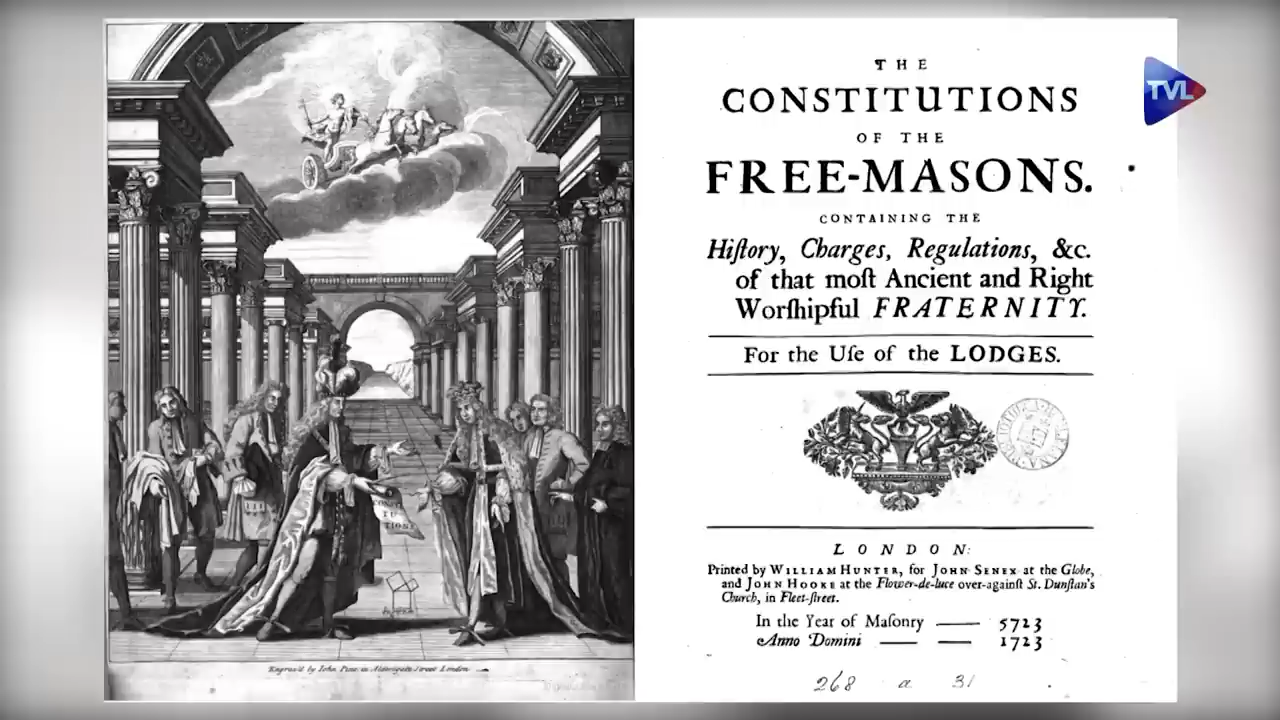 TVL
THE
CONSTITUTIONS
OF THE
FREE-MASONS.
CONTAINING THE
Hiſtory, Charges, Regulations, &c.
of that moſt Ancient and Right
Worſhipful FRATERNITY.
For the Uſe of the LODGES.
LONDON:
Printed by WILLIAM HUNTER, for JOHN SENEX at the Globe,
and JOHN HOOKE at the Flower-de-luce over-againſt St. Dunſtan's
Church, in Fleet-ſtreet.
In the Year of Maſonry —— 5723
Anno Domini — — 1723
268 a 31
Engrav'd by John Pine in Alderſgate Street London